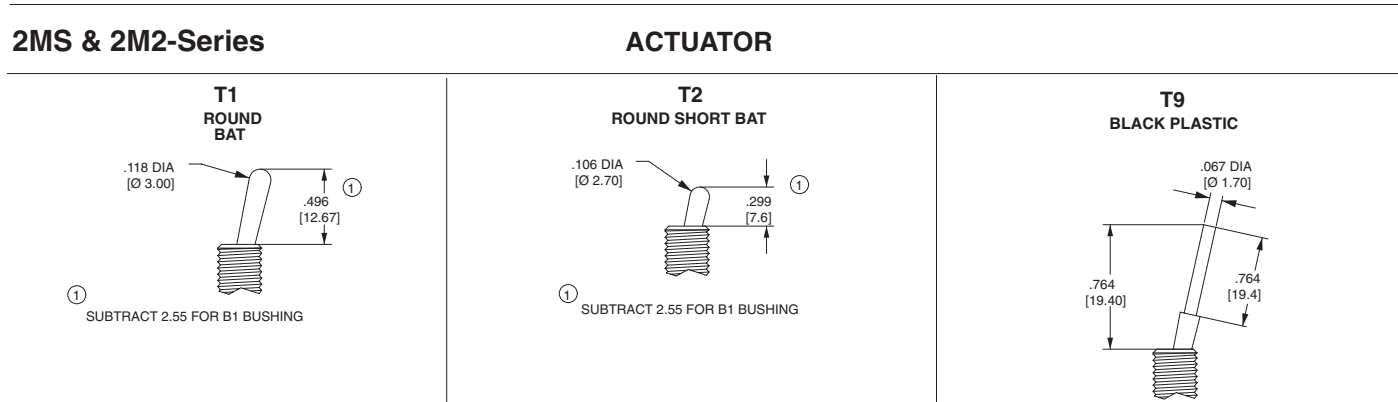 2MS & 2M2-Series
ACTUATOR
T1
ROUND
BAT
.118 DIA
[Ø 3.00]
.496
[12.67]
1
1
SUBTRACT 2.55 FOR B1 BUSHING
T2
ROUND SHORT BAT
.106 DIA
[Ø 2.70]
.299
[7.6]
1
1
SUBTRACT 2.55 FOR B1 BUSHING
T9
BLACK PLASTIC
.067 DIA
[Ø 1.70]
.764
[19.40]
.764
[19.4]